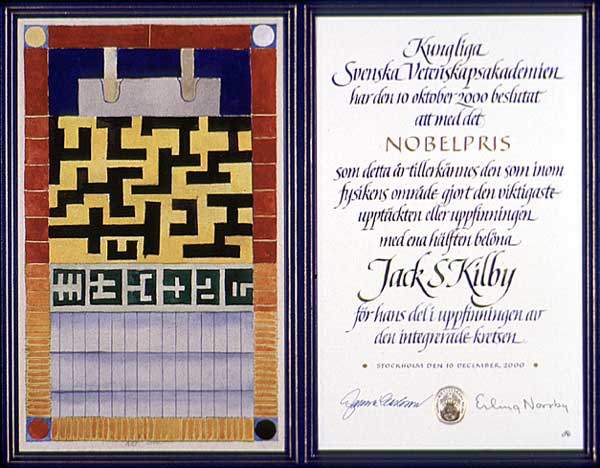 Kungliga
Svenska Vetenskapsakademien
har den 10 oktober 2000 beslutat
att med det
NOBELPRIS
som detta år tillerkännes den som inom
fysikens område gjort den viktigaste
upptäckten eller uppfinningen
med ena hälften belöna
Jack S. Kilby
för hans del i uppfinningen av
den integrerade kretsen
STOCKHOLM DEN 10 DECEMBER, 2000
Erling Norrby